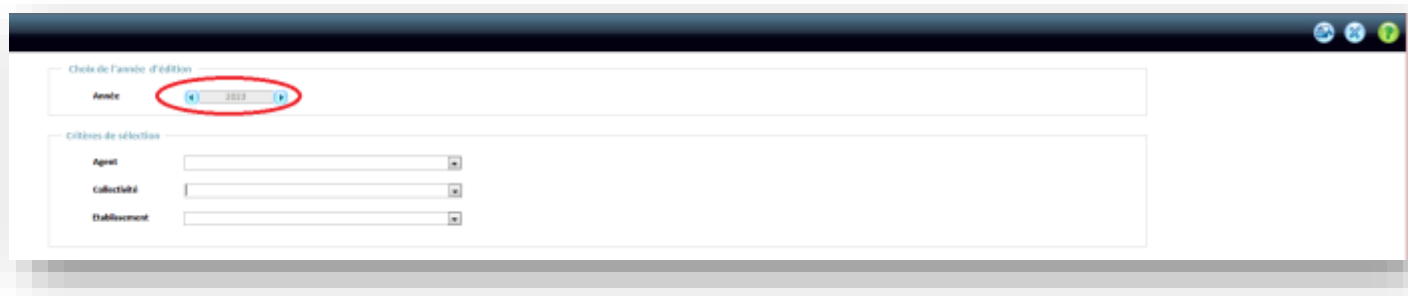 Choix de l'année d'édition
Année
Critères de sélection
Agent
Collectivité
Etablissement